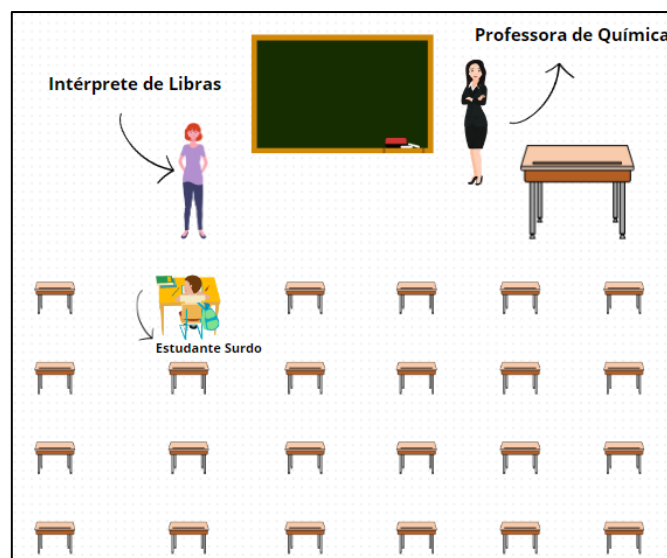 Professora de Química
Intérprete de Libras
Estudante Surdo